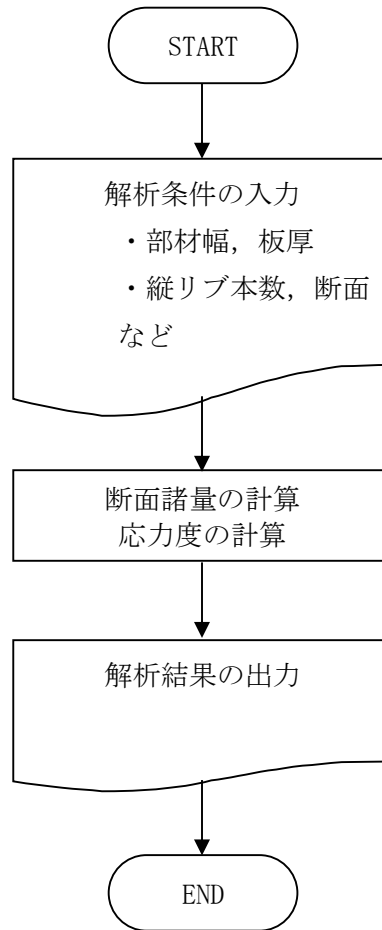 START
解析条件の入力
・部材幅，板厚
・縦リブ本数，断面
など
断面諸量の計算
応力度の計算
解析結果の出力
END